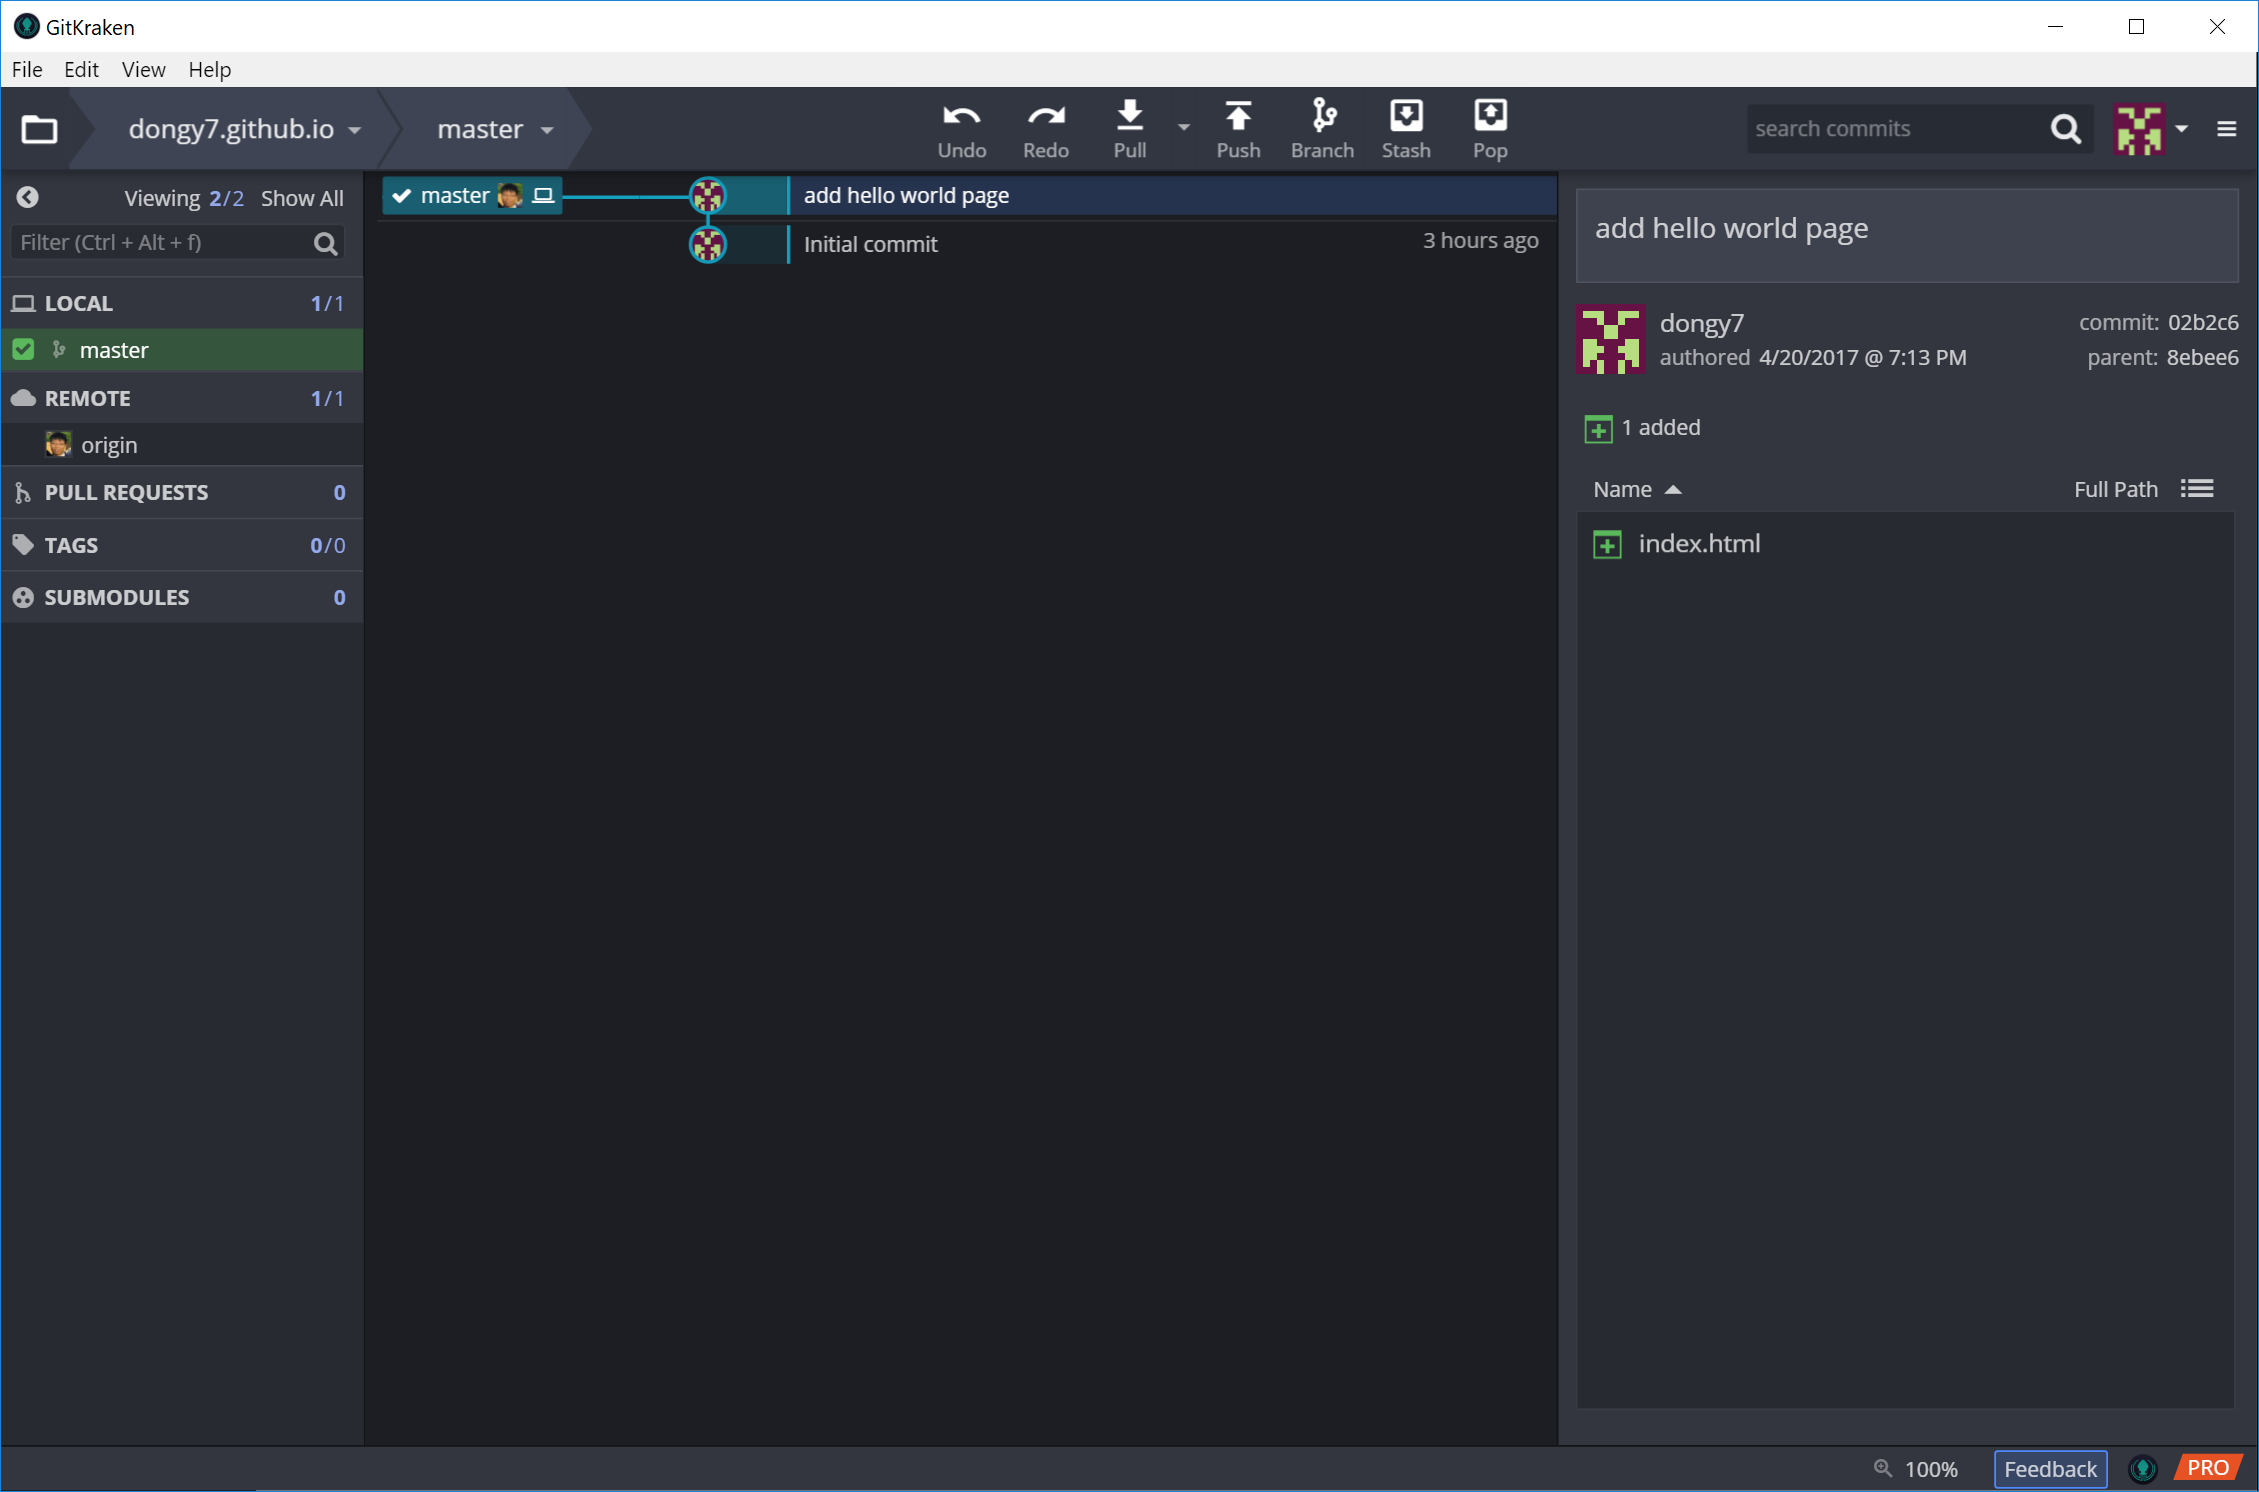 GitKraken
File Edit View Help
dongy7.github.io master
Undo Redo Pull Push Branch Stash Pop
search commits
Viewing 2/2 Show All
Filter (Ctrl + Alt + f)
LOCAL 1/1
master
REMOTE 1/1
origin
PULL REQUESTS 0
TAGS 0/0
SUBMODULES 0
master add hello world page
Initial commit 3 hours ago
add hello world page
dongy7 commit: 02b2c6
authored 4/20/2017 @ 7:13 PM parent: 8ebee6
1 added
Name Full Path
index.html
100% Feedback PRO